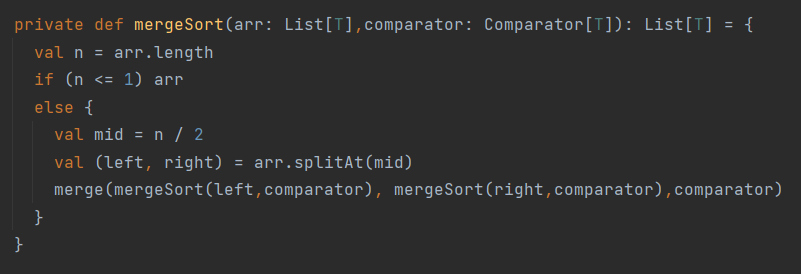 private def mergeSort(arr: List[T],comparator: Comparator[T]): List[T] = {
  val n = arr.length
  if (n <= 1) arr
  else {
    val mid = n / 2
    val (left, right) = arr.splitAt(mid)
    merge(mergeSort(left,comparator), mergeSort(right,comparator),comparator)
  }
}